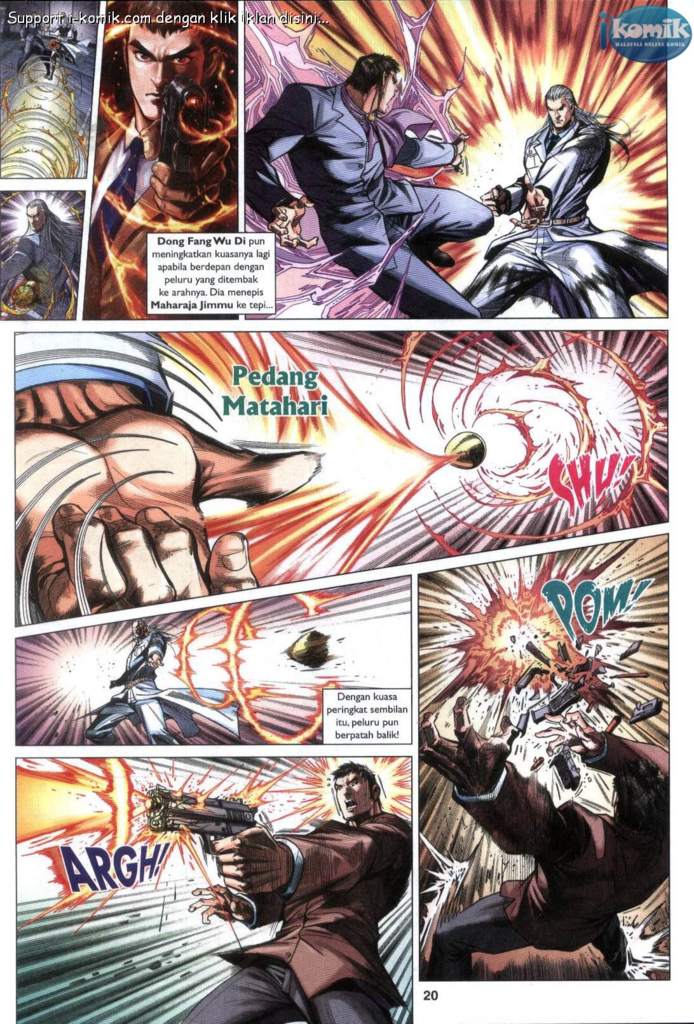 Support i-komik.com dengan klik iklan disini...
i komik
MALAYSIA ONLINE KOMIK
Dong Fang Wu Di pun
meningkatkan kuasanya lagi
apabila berdepan dengan
peluru yang ditembak
ke arahnya. Dia menepis
Maharaja Jimmu ke tepi...
Pedang
Matahari
SHU!
POM!
Dengan kuasa
peringkat sembilan
itu, peluru pun
berpatah balik!
ARGH!
20